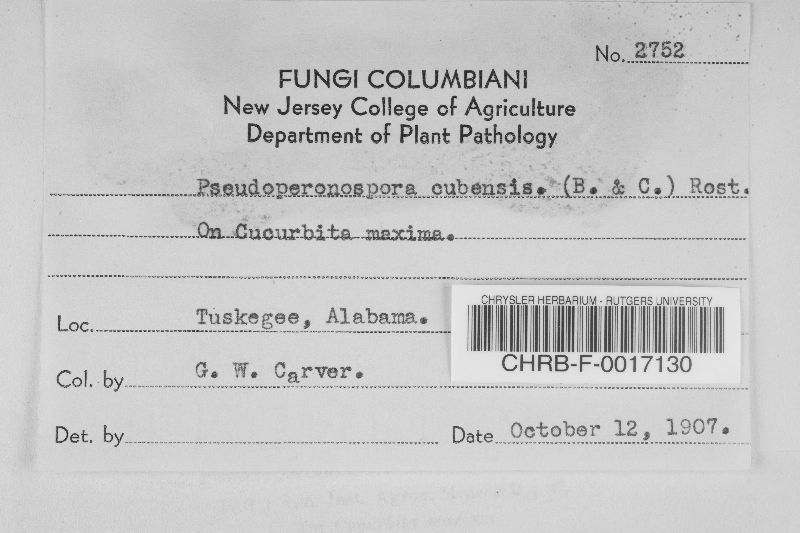 No. 2752
FUNGI COLUMBIANI
New Jersey College of Agriculture
Department of Plant Pathology
Pseudoperonospora cubensis. (B. & C.) Rost.
On Cucurbita maxima.
CHRYSLER HERBARIUM - RUTGERS UNIVERSITY
Loc. Tuskegee, Alabama.
CHRB-F-0017130
Col. by G. W. Carver.
Det. by Date October 12, 1907.